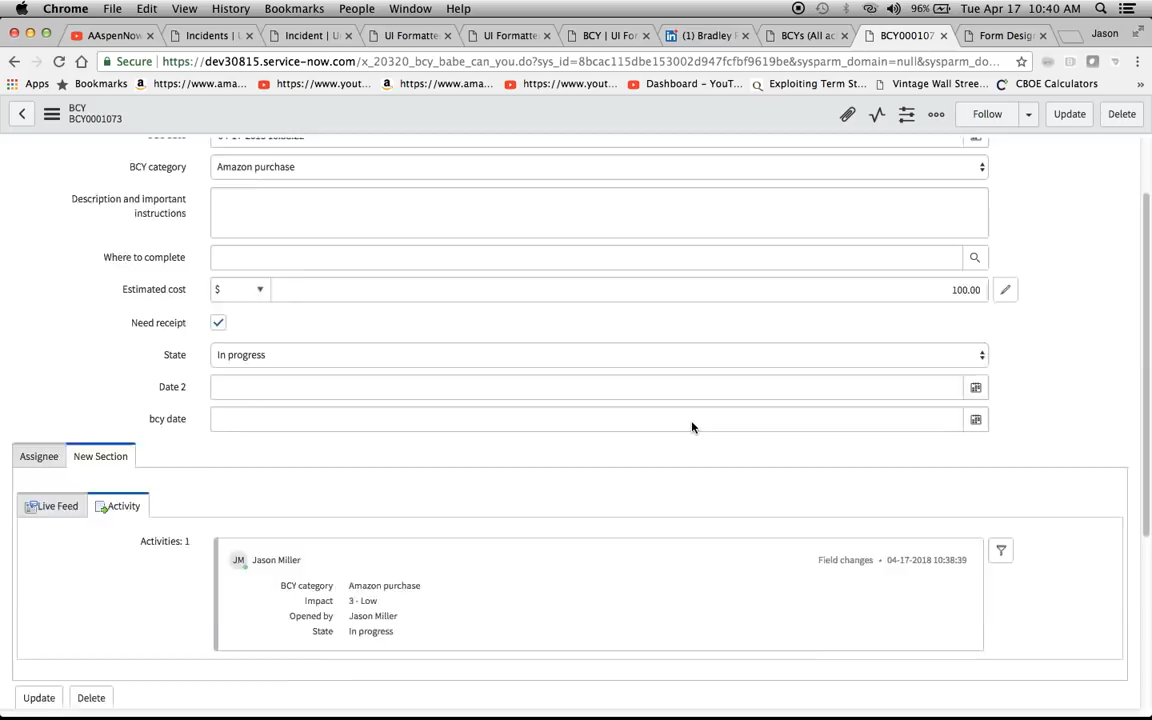 Chrome File Edit View History Bookmarks People Window Help 96% Tue Apr 17 10:40 AM
AAspenNow Incidents | Incident | U UI Formatte UI Formatte BCY | UI Fo (1) Bradley BCYs (All ac BCY000107 Form Desig Jason
Secure https://dev30815.service-now.com/x_20320_bcy_babe_can_you.do?sys_id=8bcac115dbe153002d947fcfbf9619be&sysparm_domain=null&sysparm_do...
Apps Bookmarks https://www.ama... https://www.yout... https://www.ama... https://www.yout... Dashboard – YouT... Exploiting Term St... Vintage Wall Stree... CBOE Calculators »
BCY
BCY0001073
Follow Update Delete
BCY category Amazon purchase
Description and important
instructions
Where to complete
Estimated cost $ 100.00
Need receipt
State In progress
Date 2
bcy date
Assignee New Section
Live Feed Activity
Activities: 1
JM Jason Miller Field changes • 04-17-2018 10:38:39
BCY category Amazon purchase
Impact 3 - Low
Opened by Jason Miller
State In progress
Update Delete